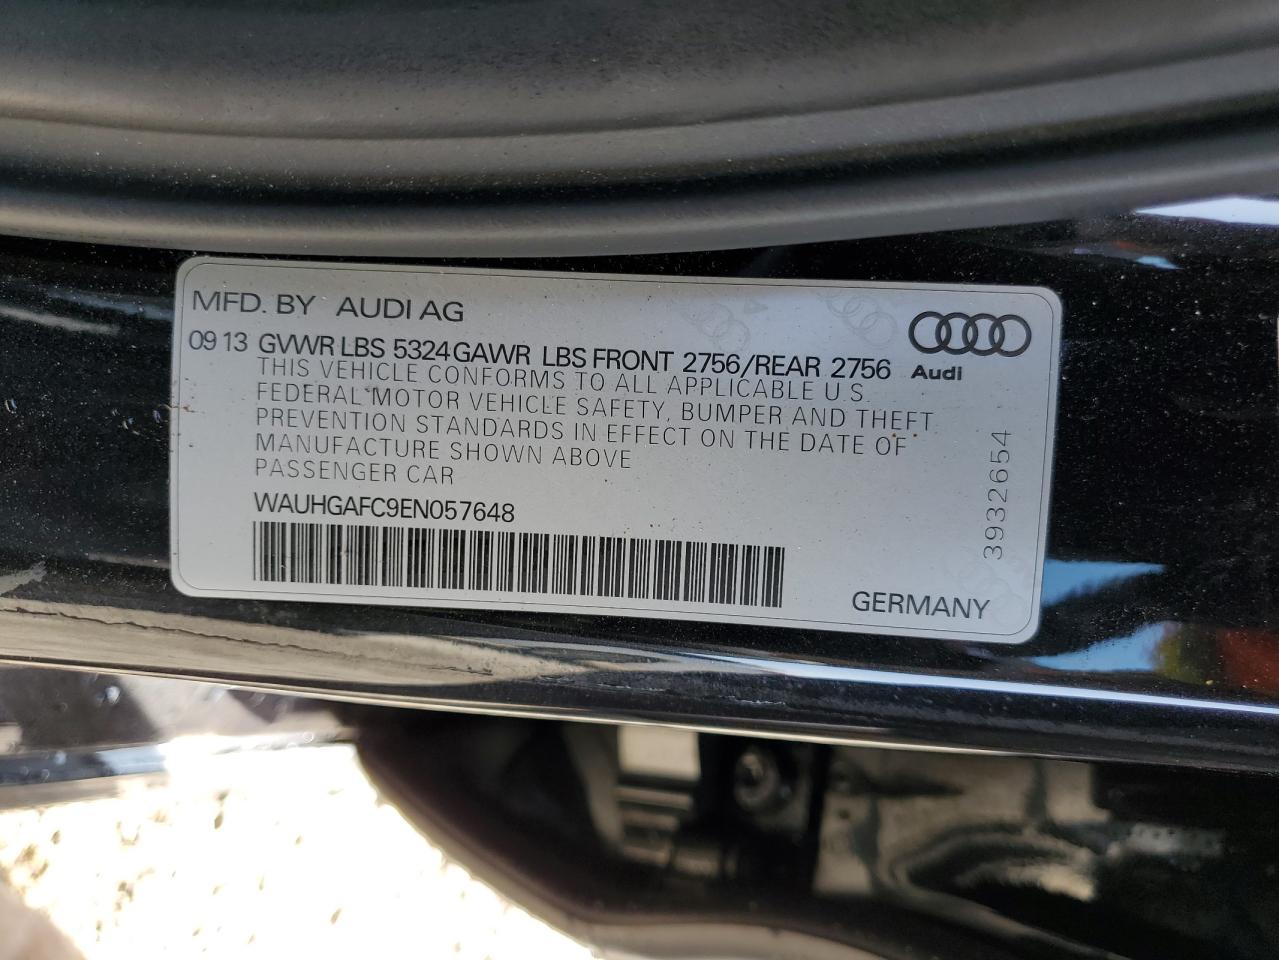 MFD. BY AUDI AG
09 13 GVWR LBS 5324 GAWR LBS FRONT 2756/REAR 2756
Audi
THIS VEHICLE CONFORMS TO ALL APPLICABLE U.S.
FEDERAL MOTOR VEHICLE SAFETY, BUMPER AND THEFT
PREVENTION STANDARDS IN EFFECT ON THE DATE OF
MANUFACTURE SHOWN ABOVE
PASSENGER CAR
WAUHGAFC9EN057648
GERMANY
3932654